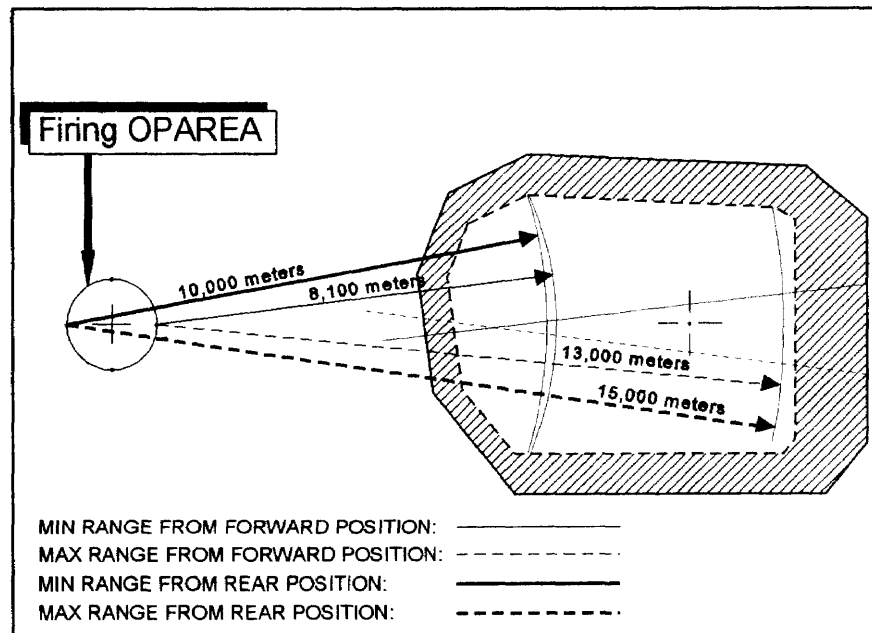 Firing OPAREA
10,000 meters
8,100 meters
13,000 meters
15,000 meters
MIN RANGE FROM FORWARD POSITION:
MAX RANGE FROM FORWARD POSITION:
MIN RANGE FROM REAR POSITION:
MAX RANGE FROM REAR POSITION: